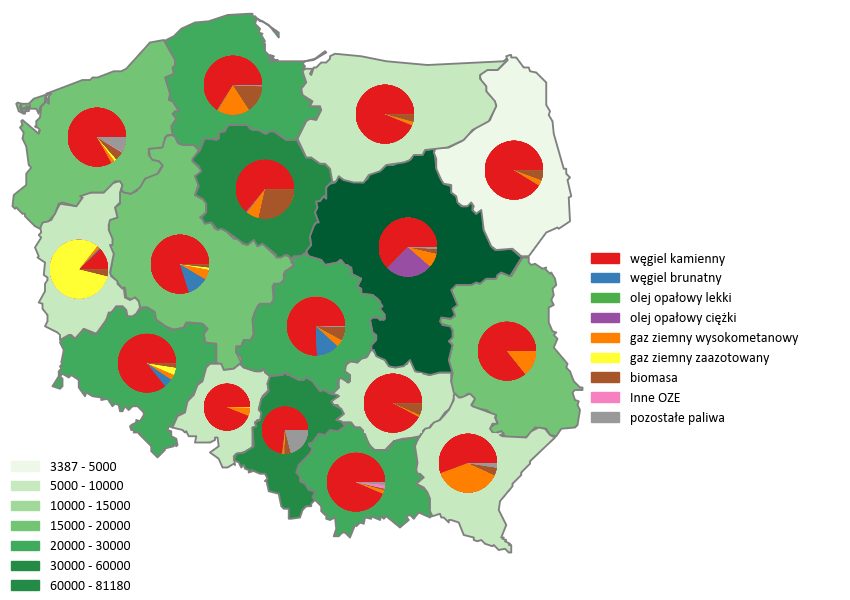 węgiel kamienny
węgiel brunatny
olej opałowy lekki
olej opałowy ciężki
gaz ziemny wysokometanowy
gaz ziemny zaazotowany
biomasa
Inne OZE
pozostałe paliwa
3387 - 5000
5000 - 10000
10000 - 15000
15000 - 20000
20000 - 30000
30000 - 60000
60000 - 81180